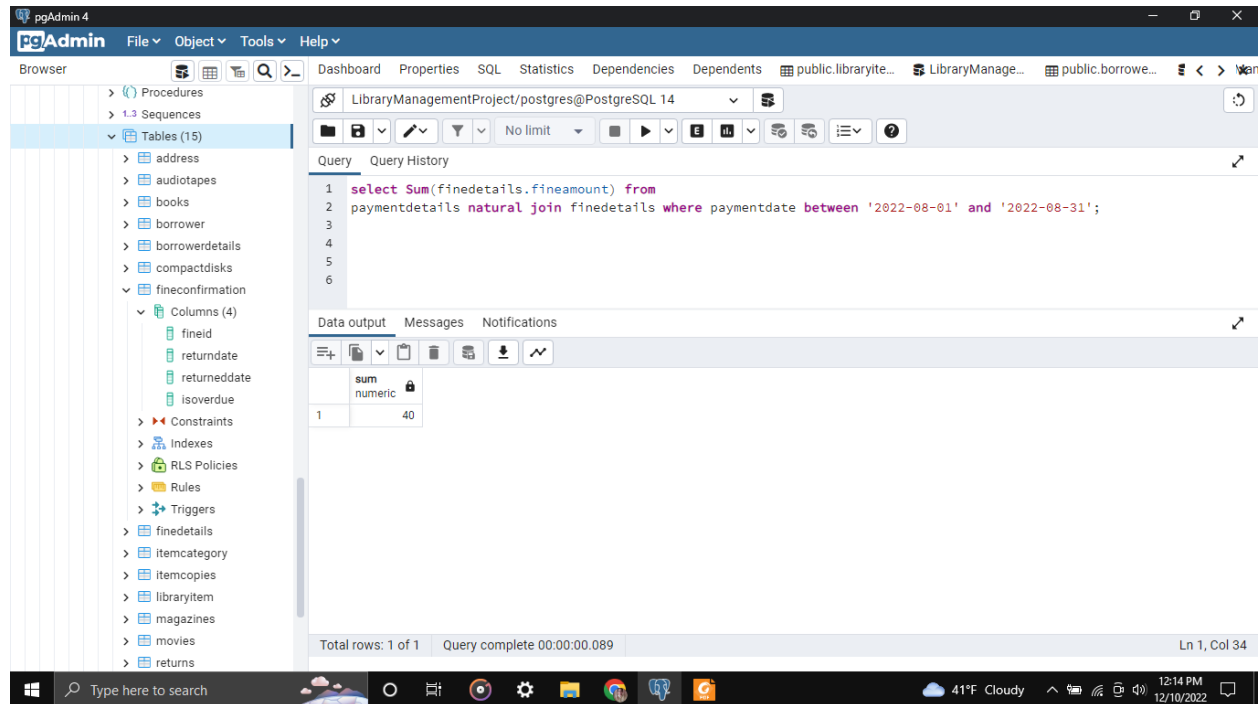 pgAdmin 4
pgAdmin File Object Tools Help
Browser
Dashboard Properties SQL Statistics Dependencies Dependents public.libraryite... LibraryManage... public.borrowe...
Procedures
1..3 Sequences
Tables (15)
address
audiotapes
books
borrower
borrowerdetails
compactdisks
fineconfirmation
Columns (4)
fineid
returndate
returneddate
isoverdue
Constraints
Indexes
RLS Policies
Rules
Triggers
finedetails
itemcategory
itemcopies
libraryitem
magazines
movies
returns
LibraryManagementProject/postgres@PostgreSQL 14
No limit
E
Query Query History
1 select Sum(finedetails.fineamount) from
2 paymentdetails natural join finedetails where paymentdate between '2022-08-01' and '2022-08-31';
3
4
5
6
Data output Messages Notifications
sum
numeric
1 40
Total rows: 1 of 1 Query complete 00:00:00.089 Ln 1, Col 34
Type here to search
41°F Cloudy
12:14 PM
12/10/2022